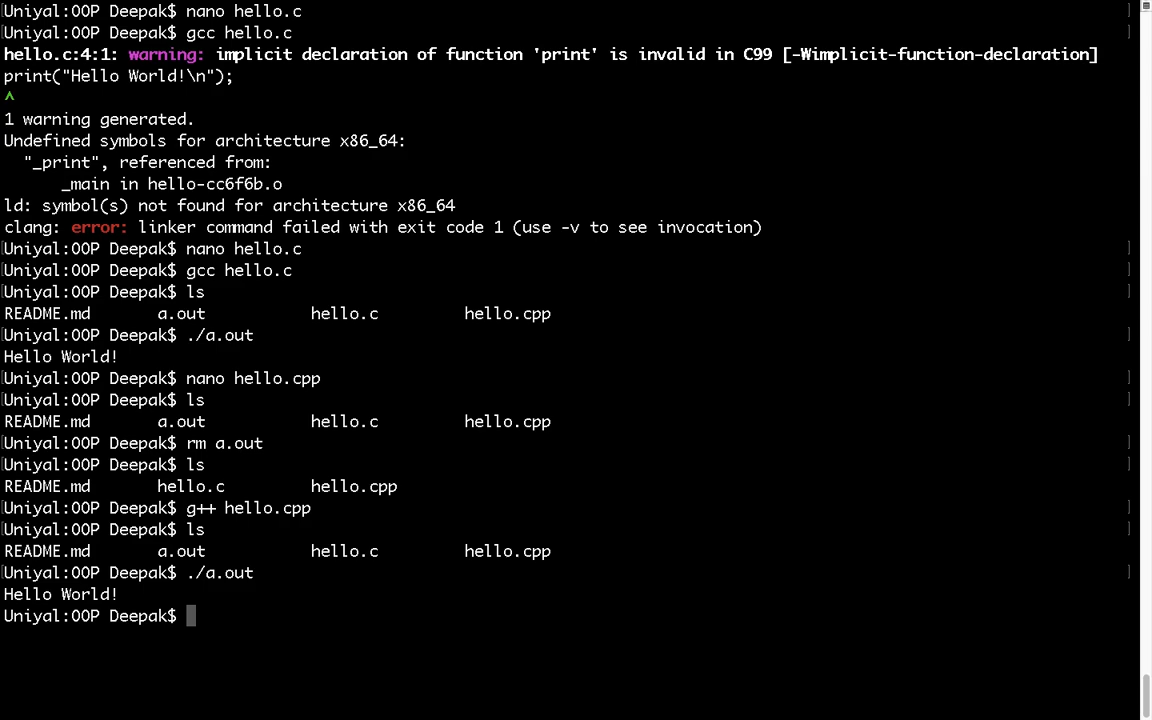 Uniyal:OOP Deepak$ nano hello.c
Uniyal:OOP Deepak$ gcc hello.c
hello.c:4:1: warning: implicit declaration of function 'print' is invalid in C99 [-Wimplicit-function-declaration]
print("Hello World!\n");
^
1 warning generated.
Undefined symbols for architecture x86_64:
  "_print", referenced from:
      _main in hello-cc6f6b.o
ld: symbol(s) not found for architecture x86_64
clang: error: linker command failed with exit code 1 (use -v to see invocation)
Uniyal:OOP Deepak$ nano hello.c
Uniyal:OOP Deepak$ gcc hello.c
Uniyal:OOP Deepak$ ls
README.md       a.out           hello.c         hello.cpp
Uniyal:OOP Deepak$ ./a.out
Hello World!
Uniyal:OOP Deepak$ nano hello.cpp
Uniyal:OOP Deepak$ ls
README.md       a.out           hello.c         hello.cpp
Uniyal:OOP Deepak$ rm a.out
Uniyal:OOP Deepak$ ls
README.md       hello.c         hello.cpp
Uniyal:OOP Deepak$ g++ hello.cpp
Uniyal:OOP Deepak$ ls
README.md       a.out           hello.c         hello.cpp
Uniyal:OOP Deepak$ ./a.out
Hello World!
Uniyal:OOP Deepak$